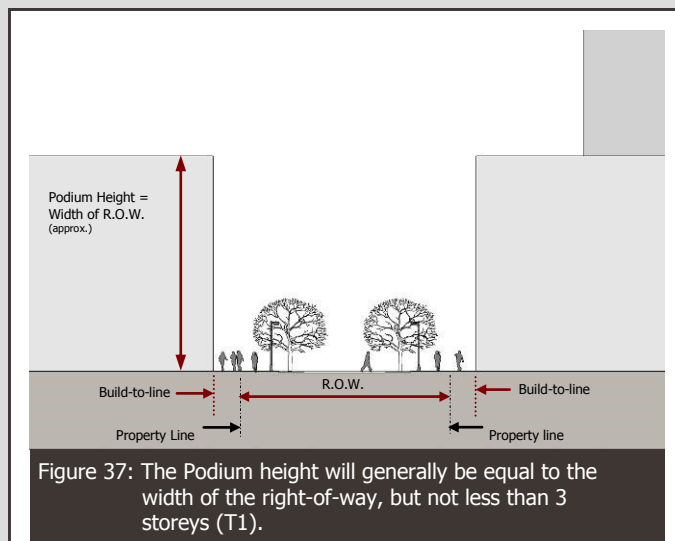 Podium Height =
Width of R.O.W.
(approx.)
R.O.W.
Build-to-line
Build-to-line
Property Line
Property line
Figure 37: The Podium height will generally be equal to the
width of the right-of-way, but not less than 3
storeys (T1).